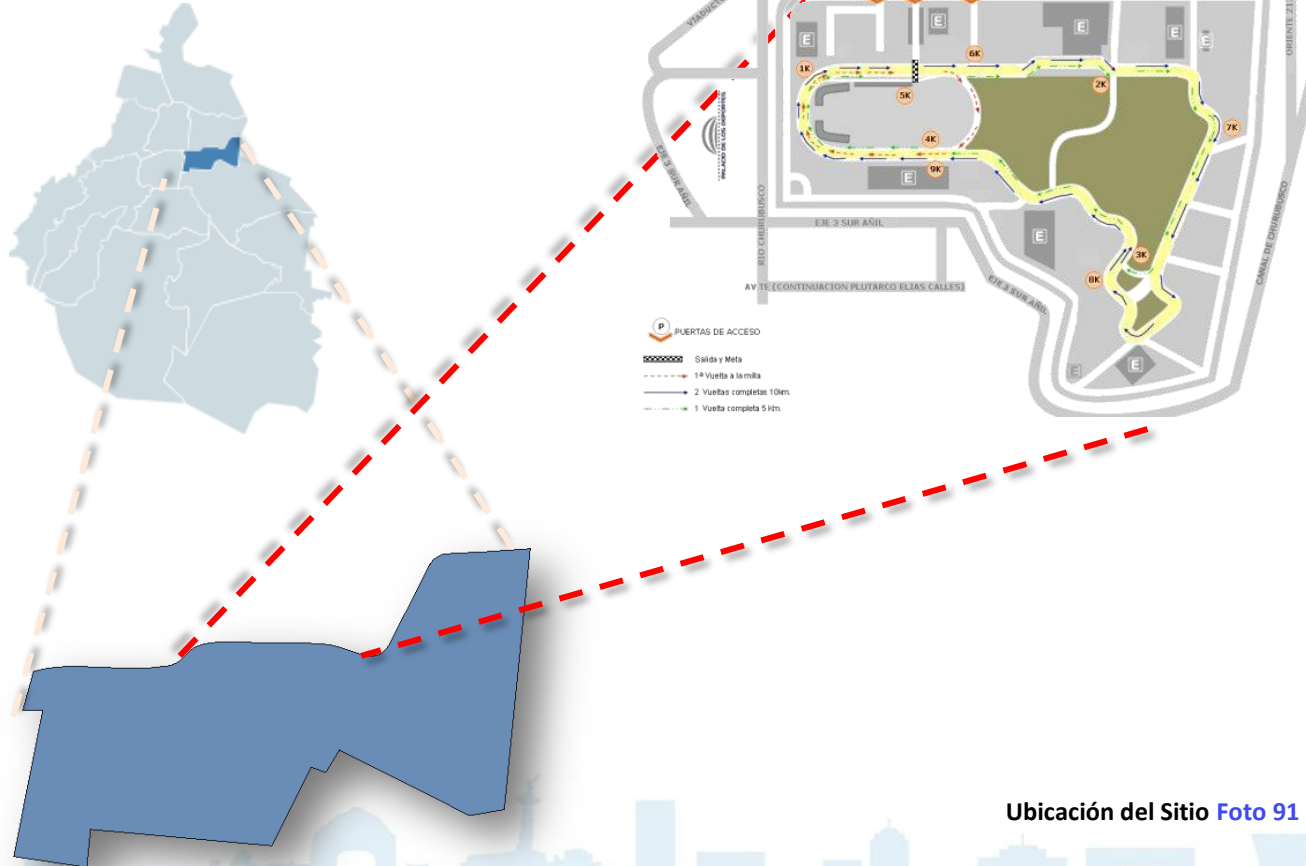 VIADUCTO
E
E
E
E
E
ORIENTE 21
6K
1K
2K
5K
PALACIO DE LOS DEPORTES
7K
4K
9K
E
EJE 3 SUR AÑIL
RIO CHURUBUSCO
EJE 3 SUR AÑIL
E
3K
8K
CANAL DE CHURUBUSCO
EJE 3 SUR AÑIL
AV TE (CONTINUACION PLUTARCO ELIAS CALLES)
E
E
P PUERTAS DE ACCESO
Salida y Meta
1ª Vuelta a la milla
2 Vueltas completas 10km.
1 Vuelta completa 5 Km.
Ubicación del Sitio Foto 91